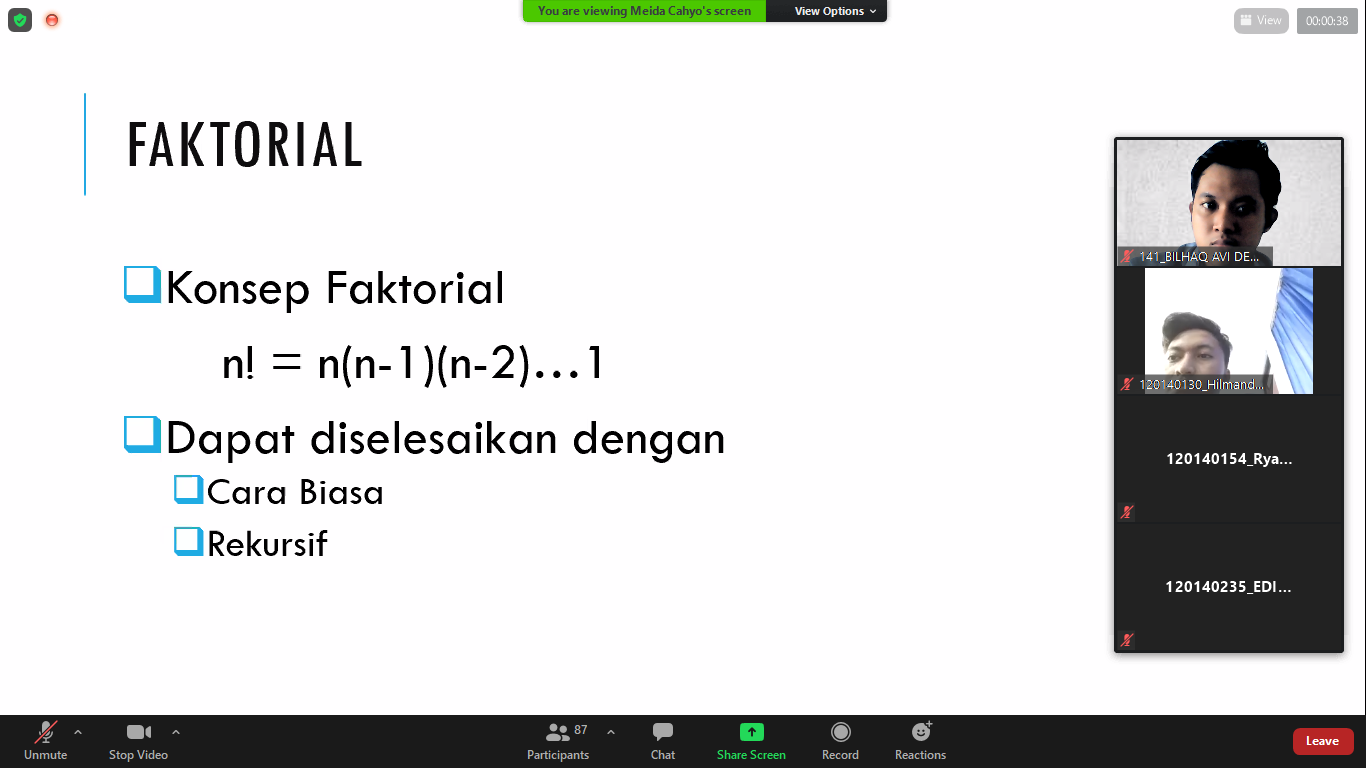 You are viewing Meida Cahyo's screen
View Options
View
00:00:38
FAKTORIAL
Konsep Faktorial
n! = n(n-1)(n-2)...1
Dapat diselesaikan dengan
Cara Biasa
Rekursif
141_BILHAQ AVI DE...
120140130_Hilmand...
120140154_Rya...
120140235_EDI...
Unmute
Stop Video
Participants
87
Chat
Share Screen
Record
Reactions
Leave